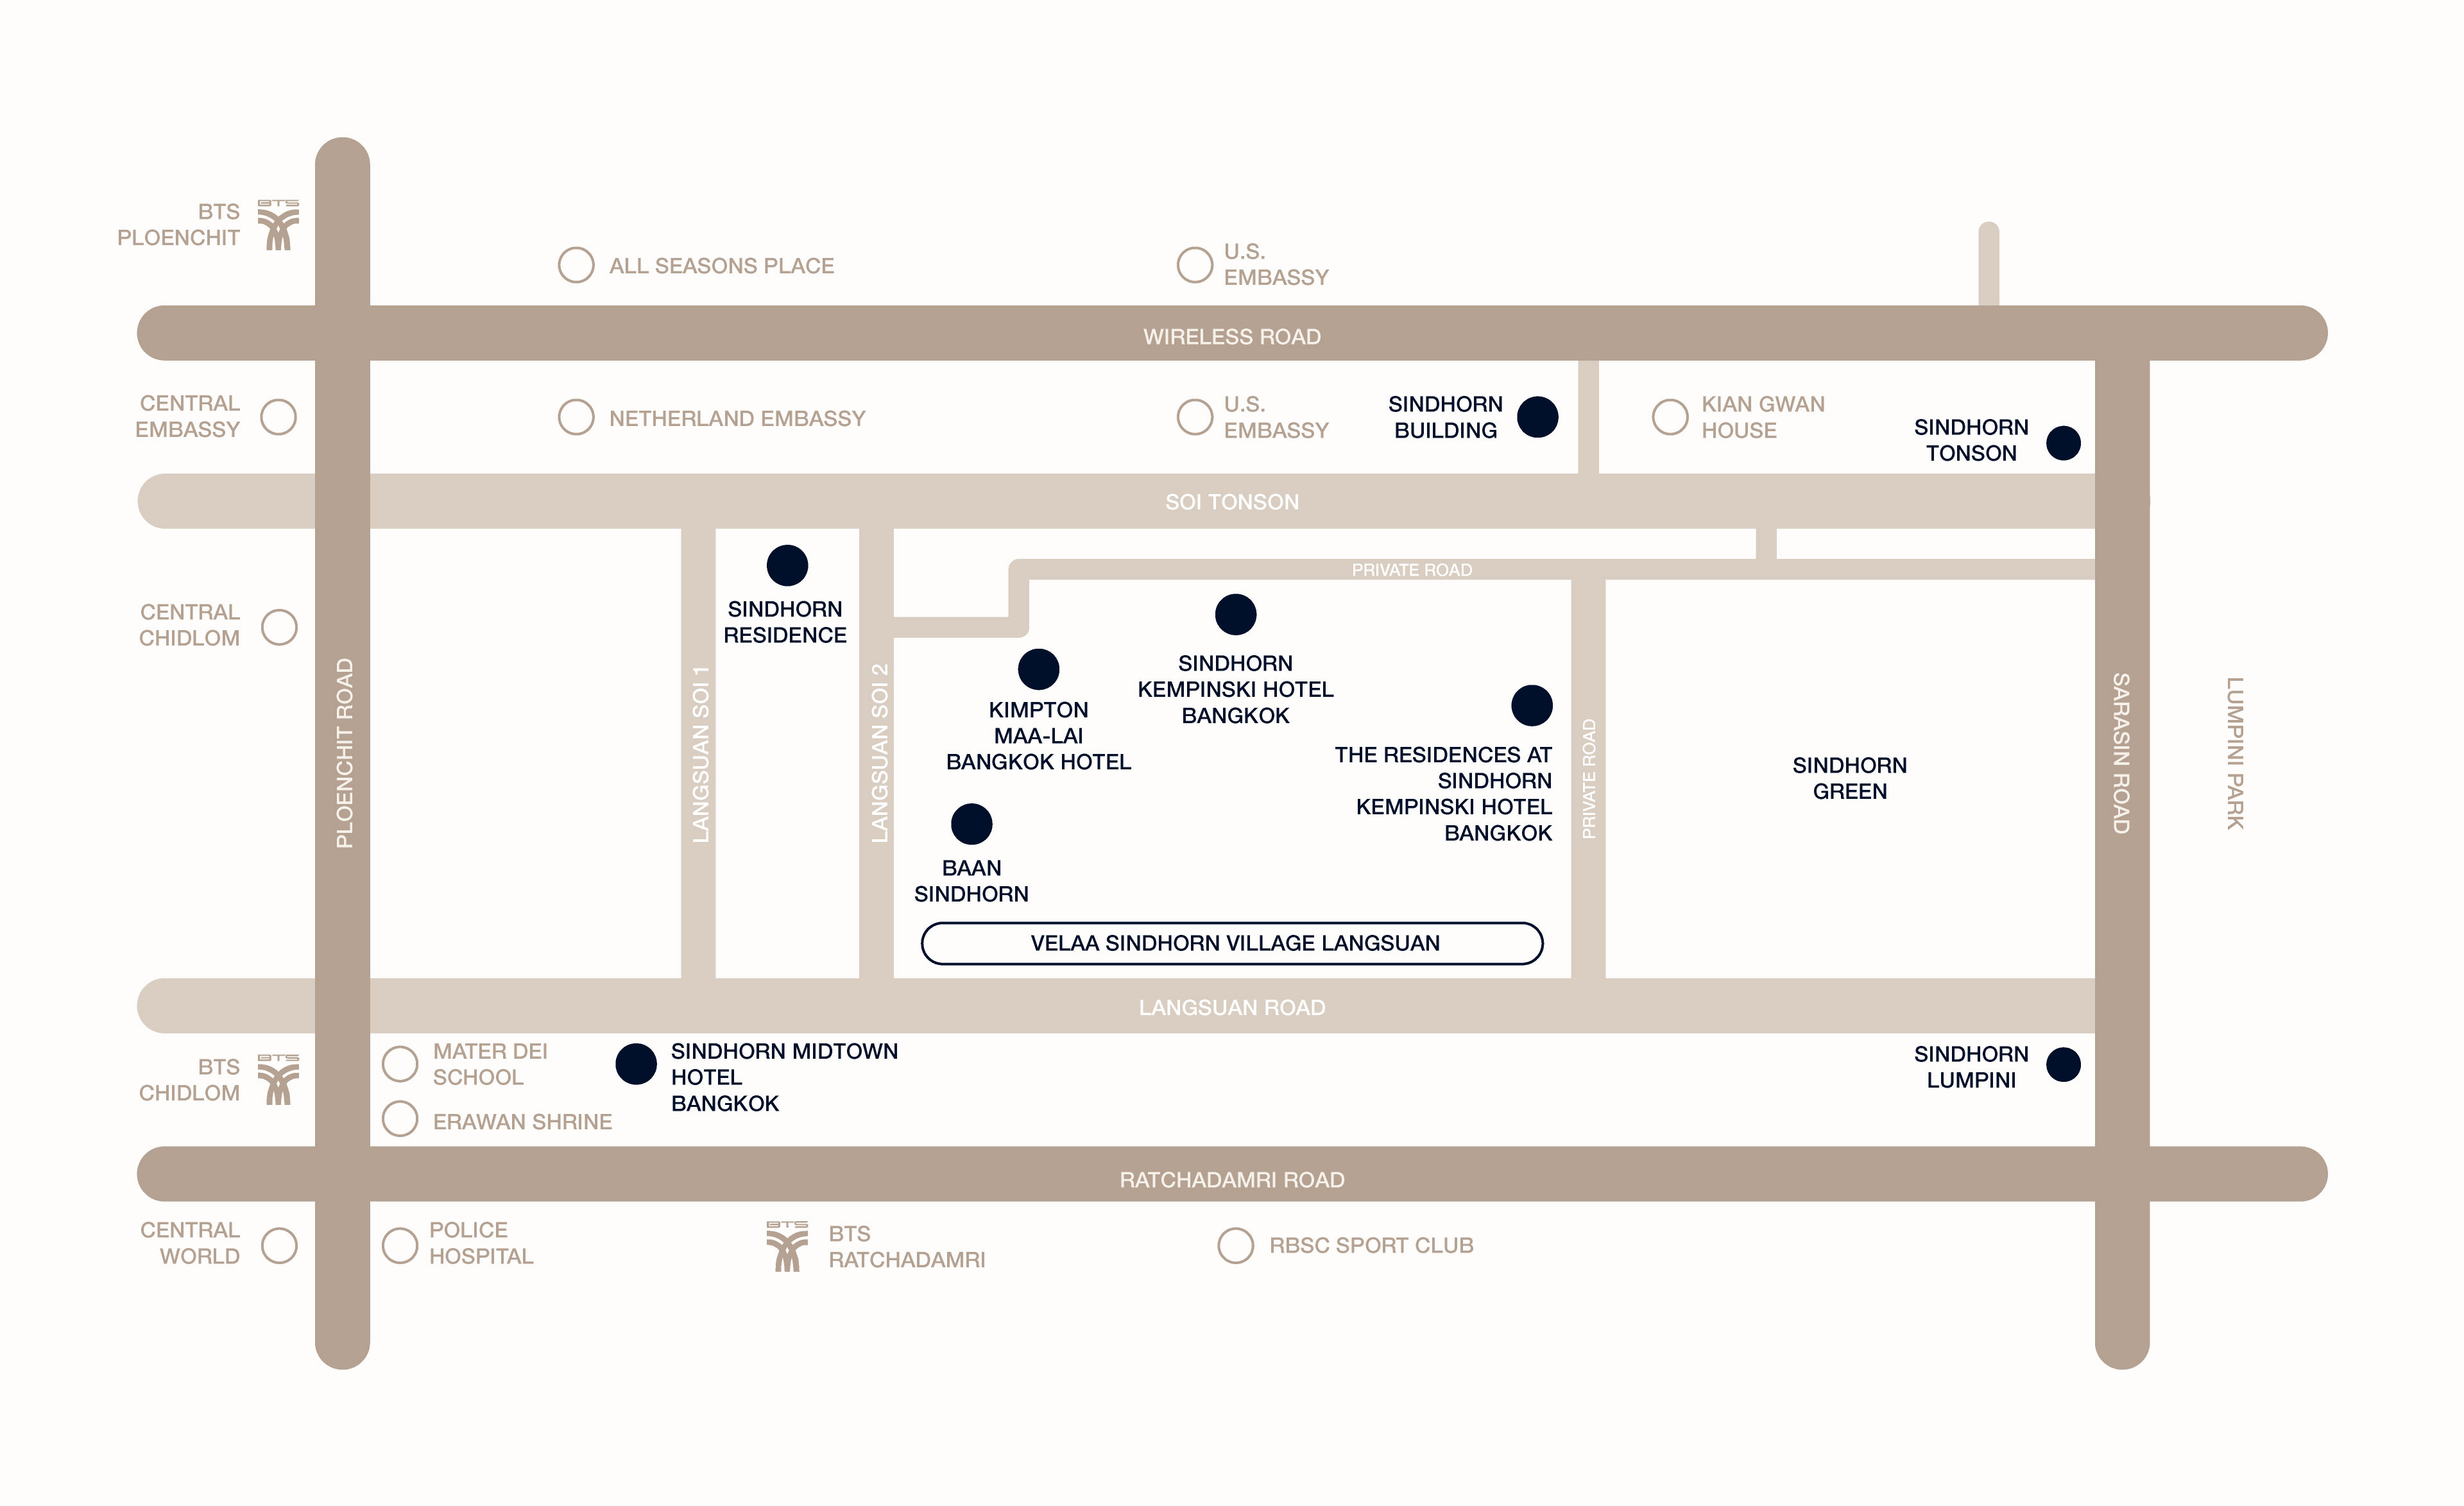 BTS
PLOENCHIT
BTS
ALL SEASONS PLACE
U.S.
EMBASSY
WIRELESS ROAD
CENTRAL
EMBASSY
NETHERLAND EMBASSY
U.S.
EMBASSY
SINDHORN
BUILDING
KIAN GWAN
HOUSE
SINDHORN
TONSON
SOI TONSON
PRIVATE ROAD
CENTRAL
CHIDLOM
SINDHORN
RESIDENCE
PLOENCHIT ROAD
LANGSUAN SOI 1
LANGSUAN SOI 2
KIMPTON
MAA-LAI
BANGKOK HOTEL
SINDHORN
KEMPINSKI HOTEL
BANGKOK
THE RESIDENCES AT
SINDHORN
KEMPINSKI HOTEL
BANGKOK
PRIVATE ROAD
SINDHORN
GREEN
SARASIN ROAD
LUMPINI PARK
BAAN
SINDHORN
VELAA SINDHORN VILLAGE LANGSUAN
LANGSUAN ROAD
BTS
CHIDLOM
BTS
MATER DEI
SCHOOL
ERAWAN SHRINE
SINDHORN MIDTOWN
HOTEL
BANGKOK
SINDHORN
LUMPINI
RATCHADAMRI ROAD
CENTRAL
WORLD
POLICE
HOSPITAL
BTS
BTS
RATCHADAMRI
RBSC SPORT CLUB